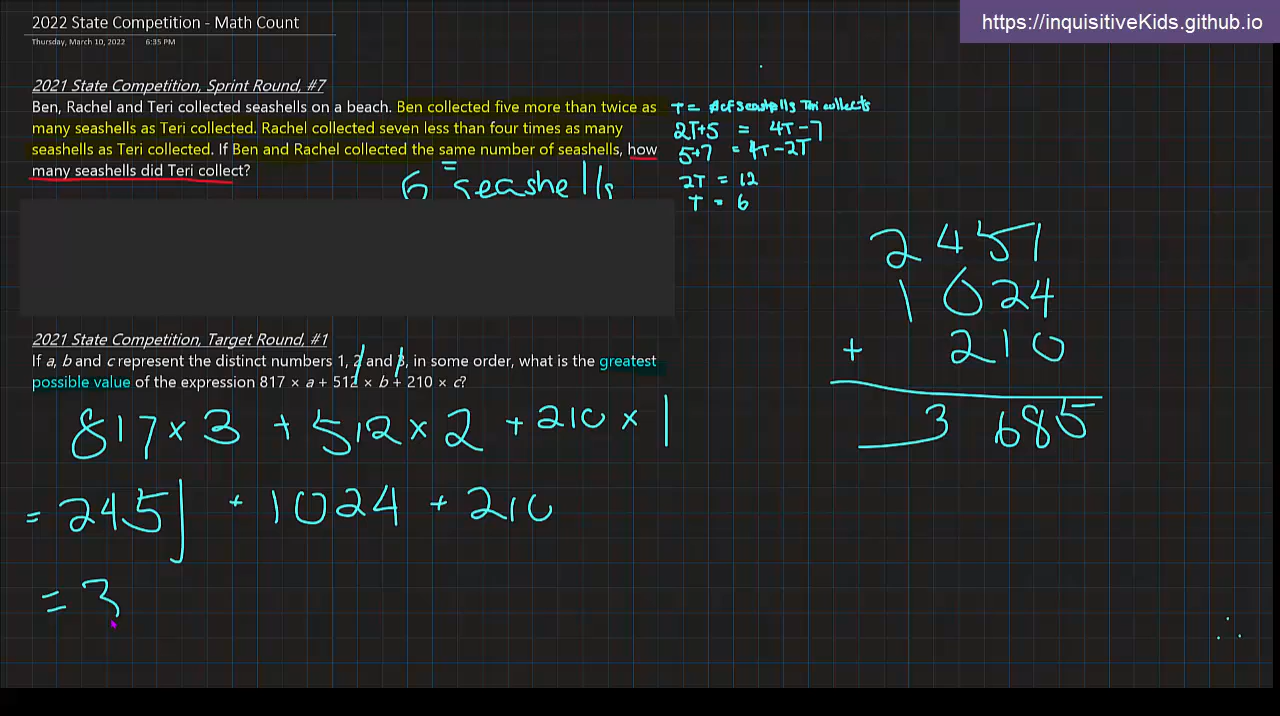 2022 State Competition - Math Count
https://inquisitiveKids.github.io
Thursday, March 10, 2022 6:35 PM
2021 State Competition, Sprint Round, #7
Ben, Rachel and Teri collected seashells on a beach. Ben collected five more than twice as
many seashells as Teri collected. Rachel collected seven less than four times as many
seashells as Teri collected. If Ben and Rachel collected the same number of seashells, how
many seashells did Teri collect?
6 seashells
T = # of seashells Teri collects
2T+5 = 4T-7
5+7 = 4T-2T
2T = 12
T = 6
2021 State Competition, Target Round, #1
If a, b and c represent the distinct numbers 1, 2 and 3, in some order, what is the greatest
possible value of the expression 817 × a + 512 × b + 210 × c?
817 × 3 + 512 × 2 + 210 × 1
= 2451 + 1024 + 210
= 3
2451
1024
+ 210
3685